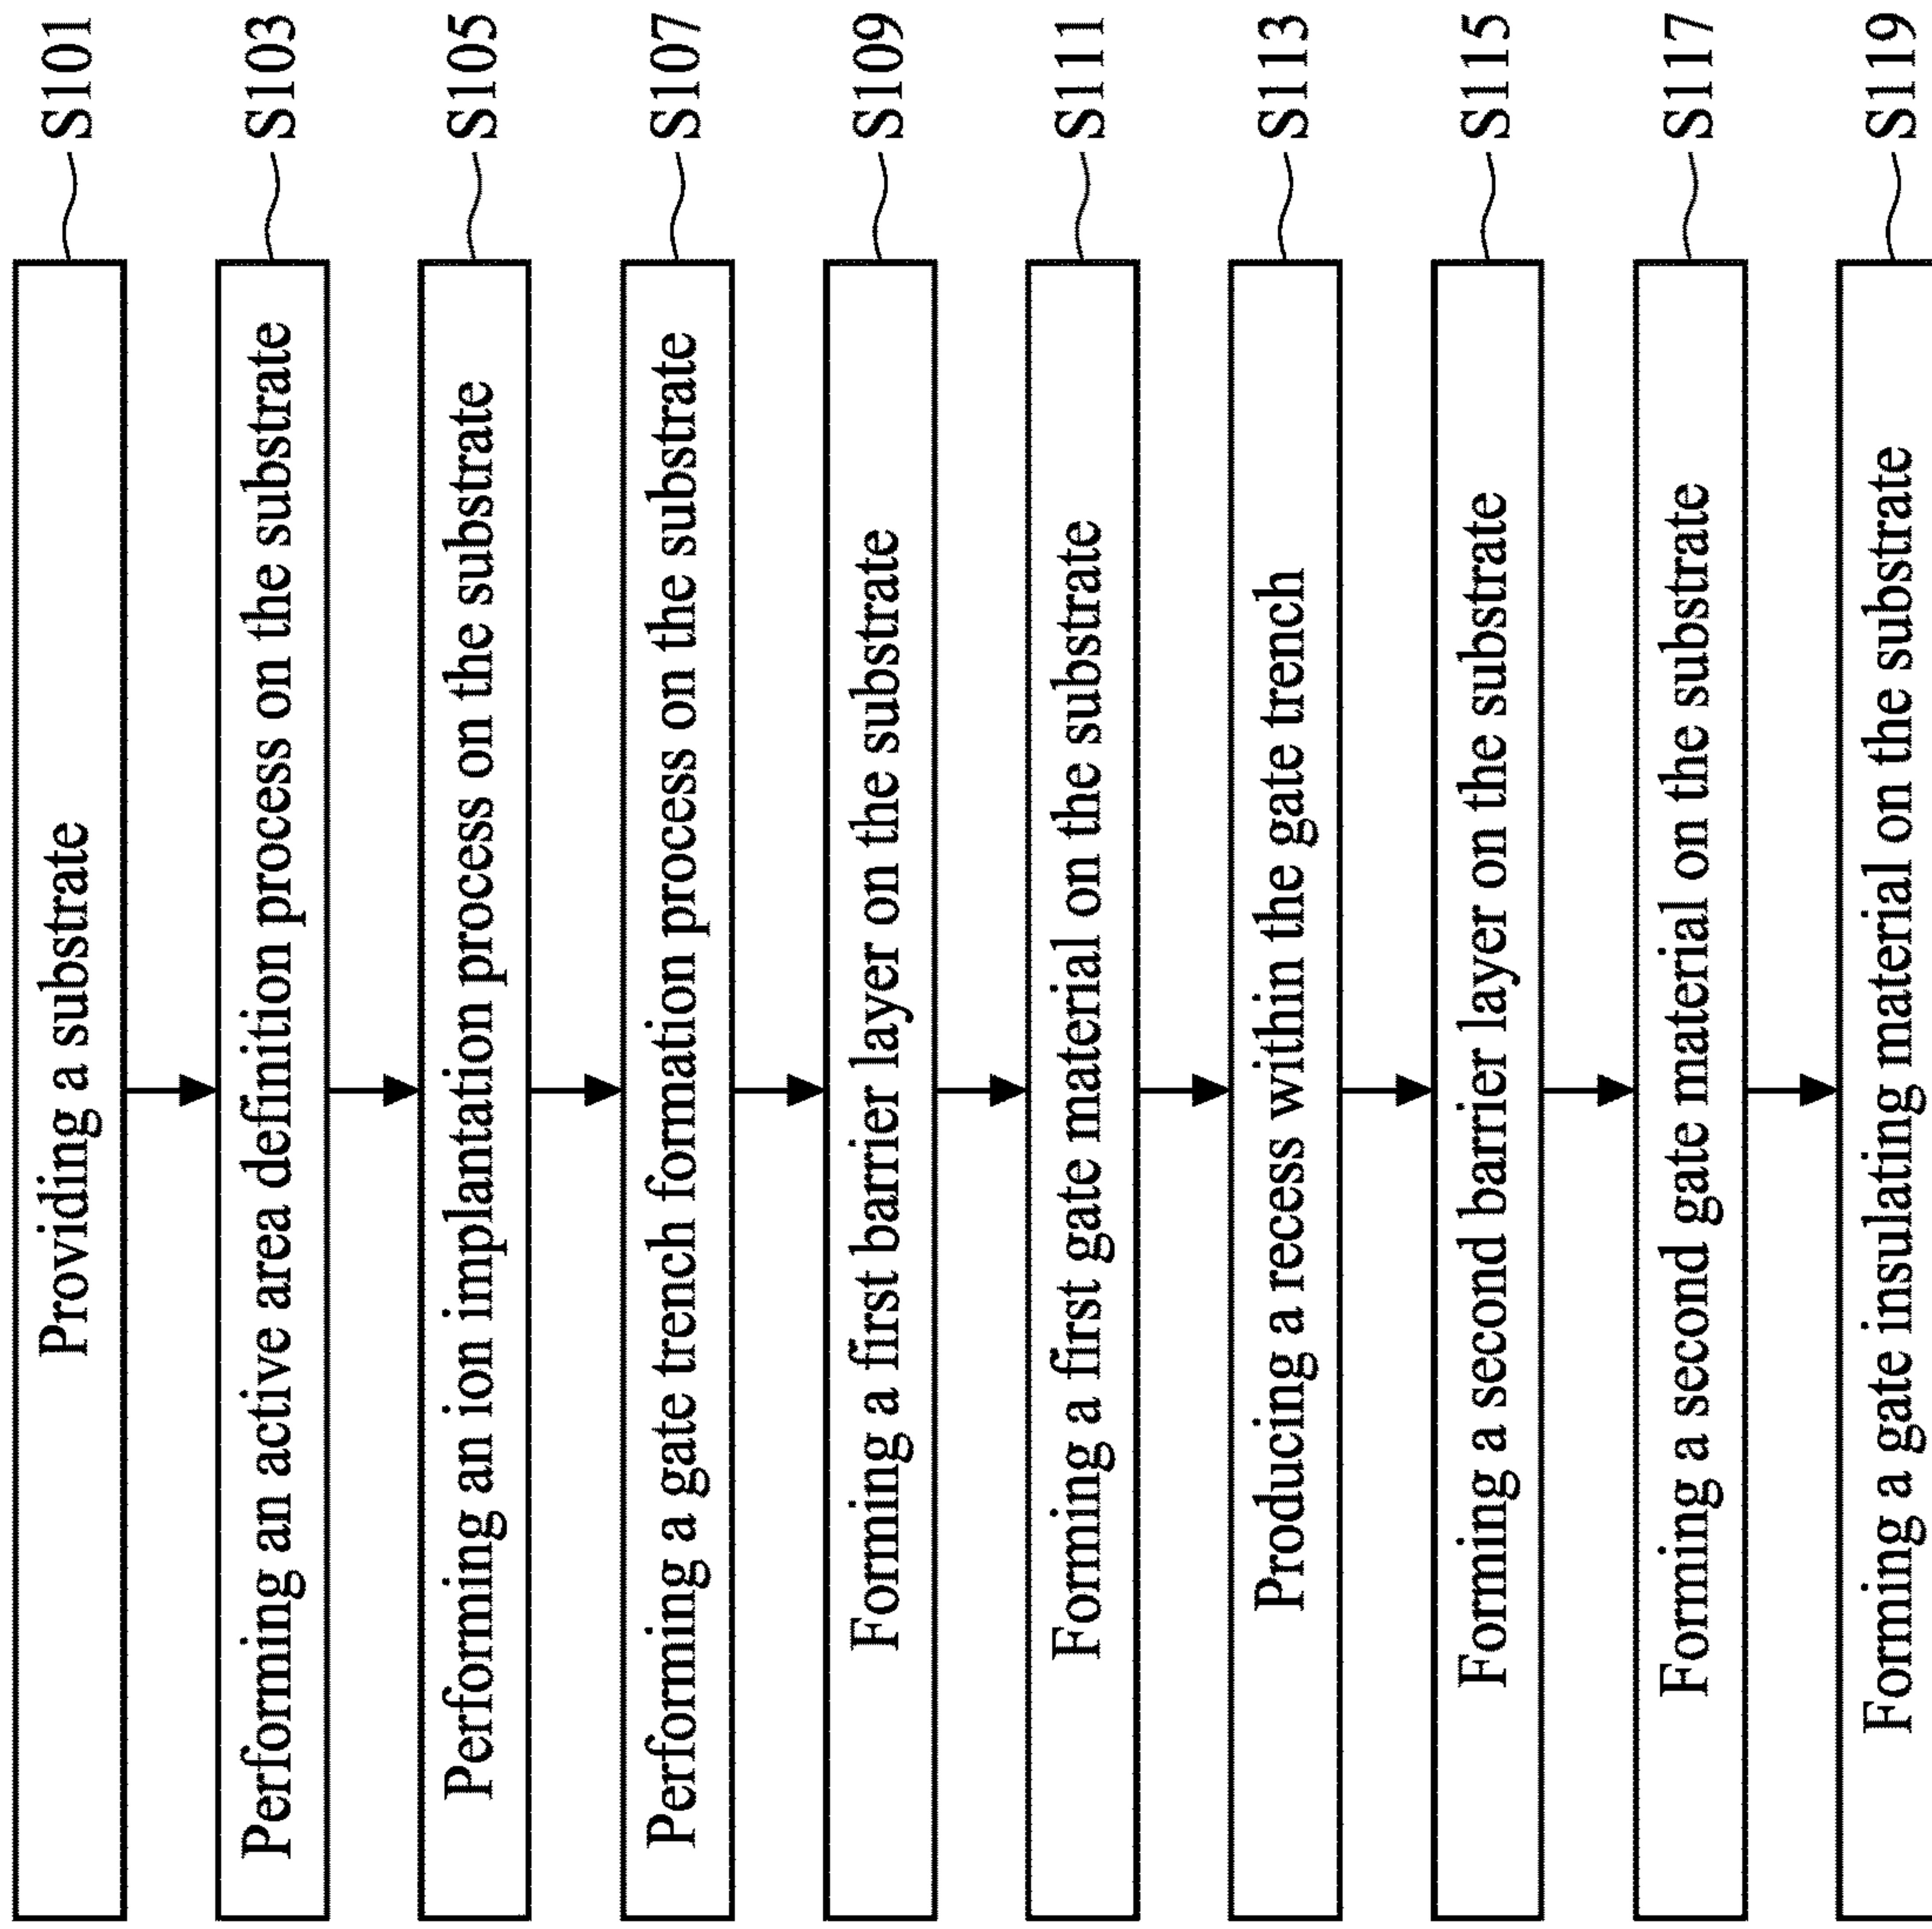 Providing a substrate
S101
Performing an active area definition process on the substrate
S103
Performing an ion implantation process on the substrate
S105
Performing a gate trench formation process on the substrate
S107
Forming a first barrier layer on the substrate
S109
Forming a first gate material on the substrate
S111
Producing a recess within the gate trench
S113
Forming a second barrier layer on the substrate
S115
Forming a second gate material on the substrate
S117
Forming a gate insulating material on the substrate
S119